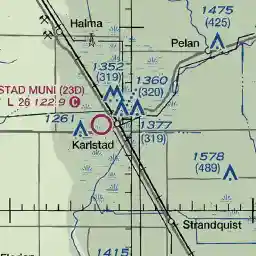 Halma
1475
(425)
Pelan
1352
(319)
1360
(320)
STAD MUNI (23D)
L 26 122.9 C
1261
1377
(319)
Karlstad
1578
(489)
Strandquist
1415